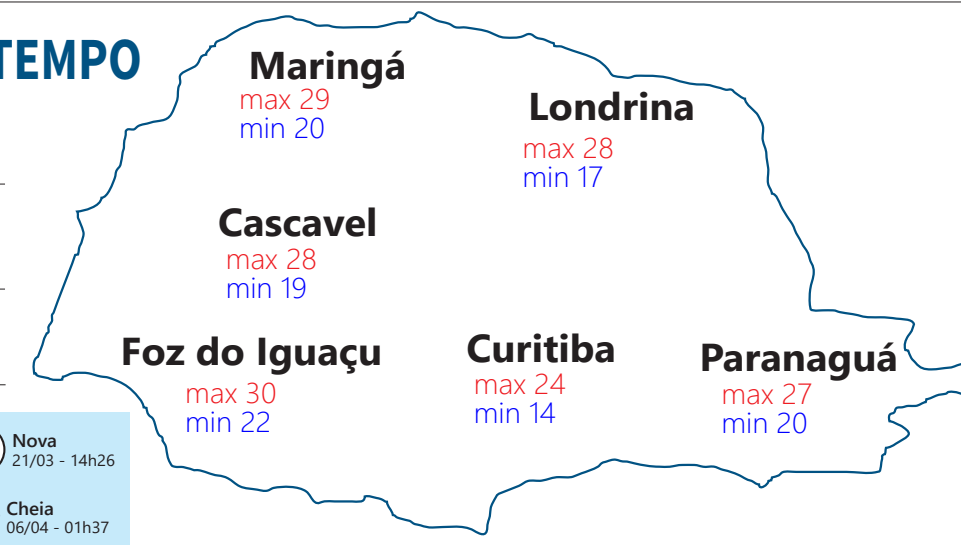 TEMPO
Maringá
max 29
min 20
Londrina
max 28
min 17
Cascavel
max 28
min 19
Foz do Iguaçu
max 30
min 22
Curitiba
max 24
min 14
Paranaguá
max 27
min 20
Nova
21/03 - 14h26
Cheia
06/04 - 01h37